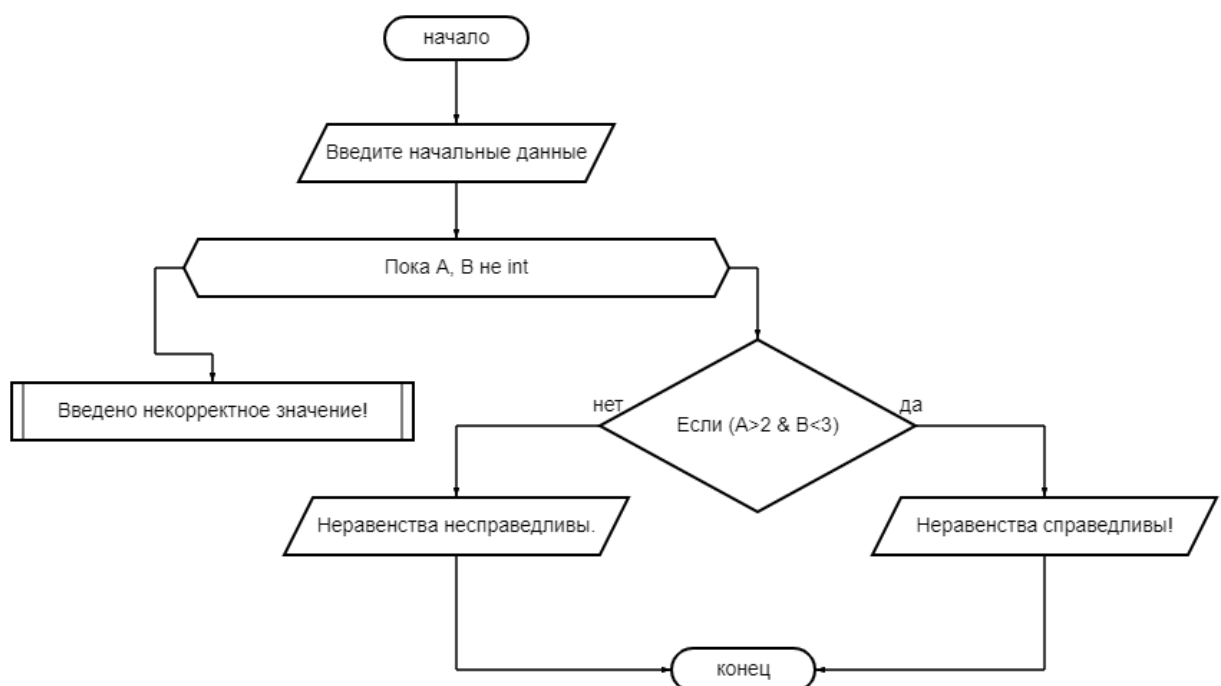 начало
Введите начальные данные
Пока А, В не int
Введено некорректное значение!
нет
да
Если (А>2 & В<3)
Неравенства несправедливы.
Неравенства справедливы!
конец